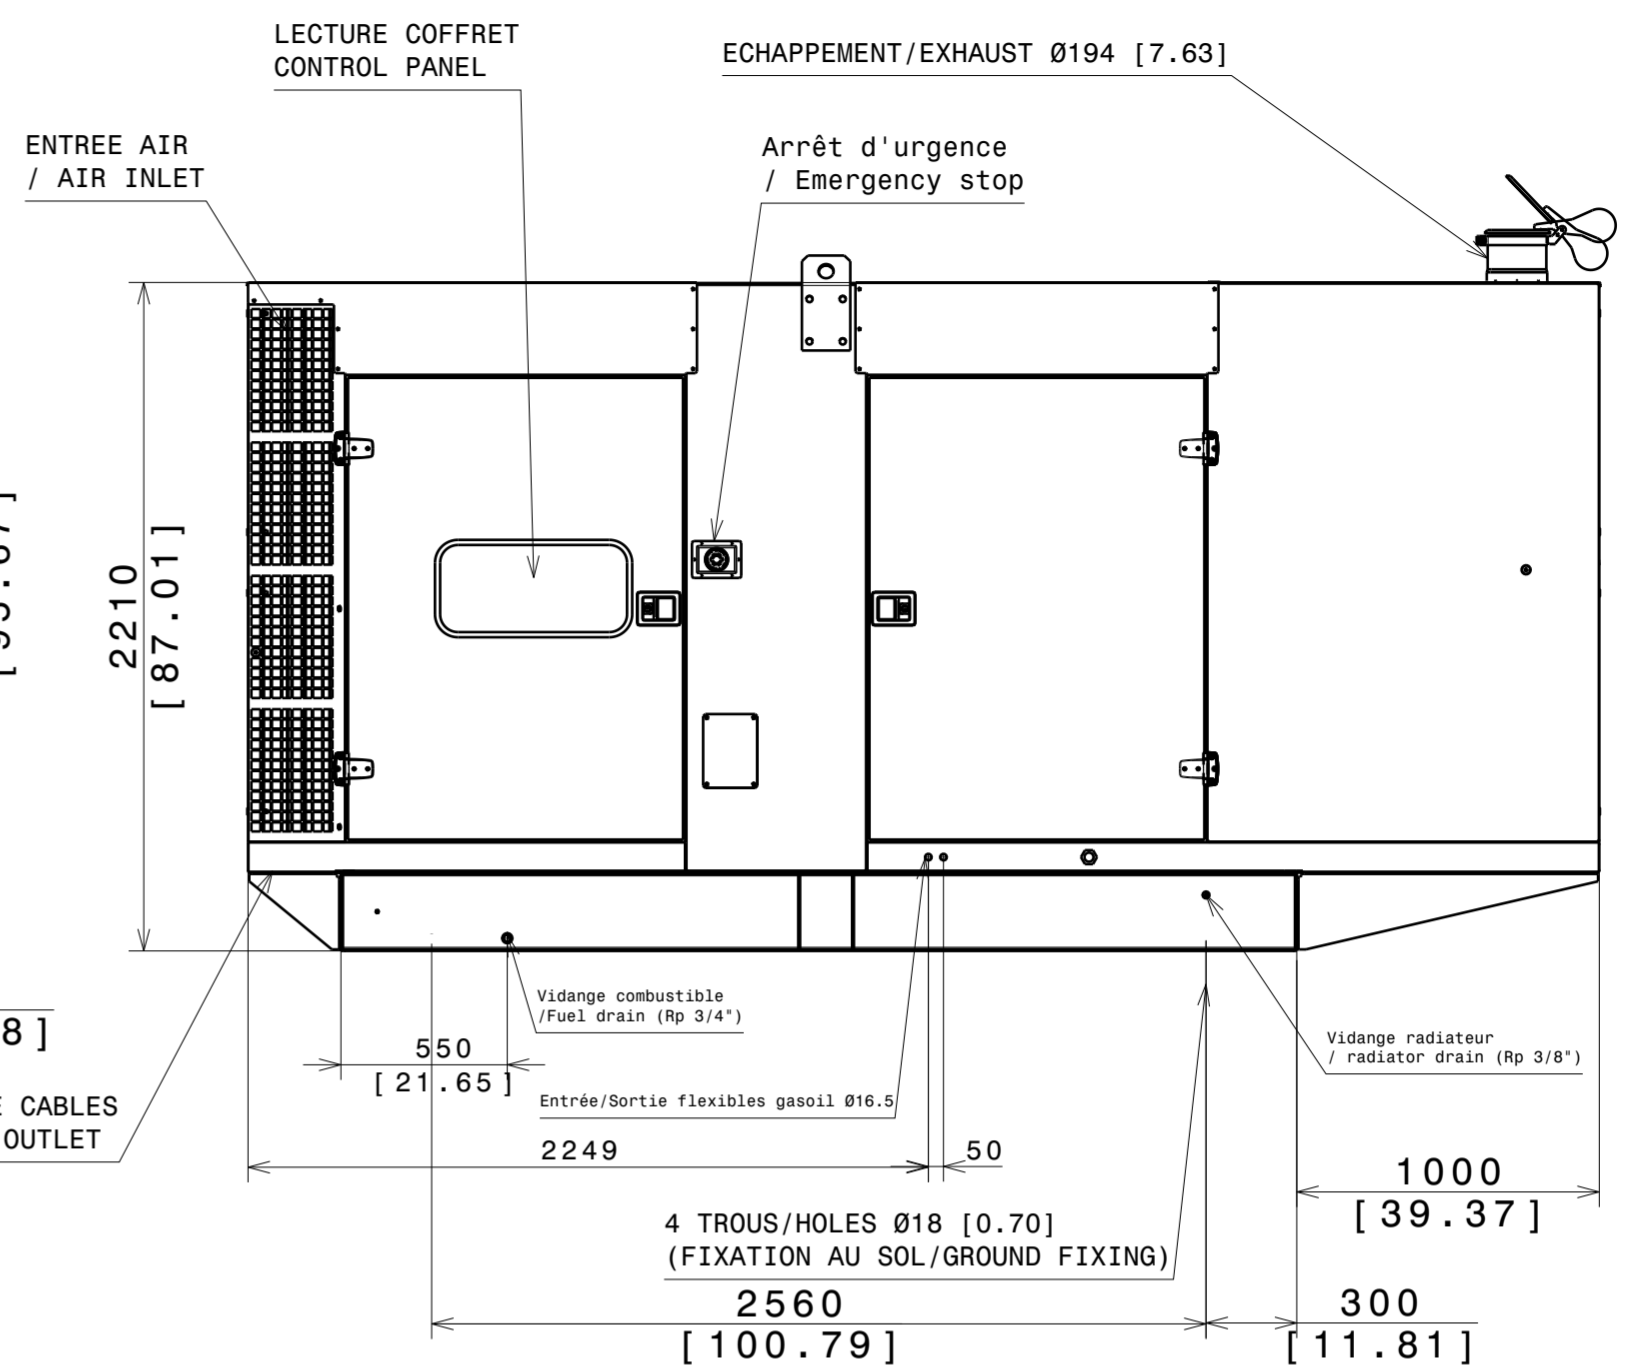 LECTURE COFFRET
CONTROL PANEL
ECHAPPEMENT/EXHAUST Ø194 [7.63]
ENTREE AIR
/ AIR INLET
Arrêt d'urgence
/ Emergency stop
2210
[87.01]
8]
CABLES
OUTLET
Vidange combustible
/Fuel drain (Rp 3/4")
550
[21.65]
Entrée/Sortie flexibles gasoil Ø16.5
Vidange radiateur
/ radiator drain (Rp 3/8")
2249
50
1000
[39.37]
4 TROUS/HOLES Ø18 [0.70]
(FIXATION AU SOL/GROUND FIXING)
2560
[100.79]
300
[11.81]